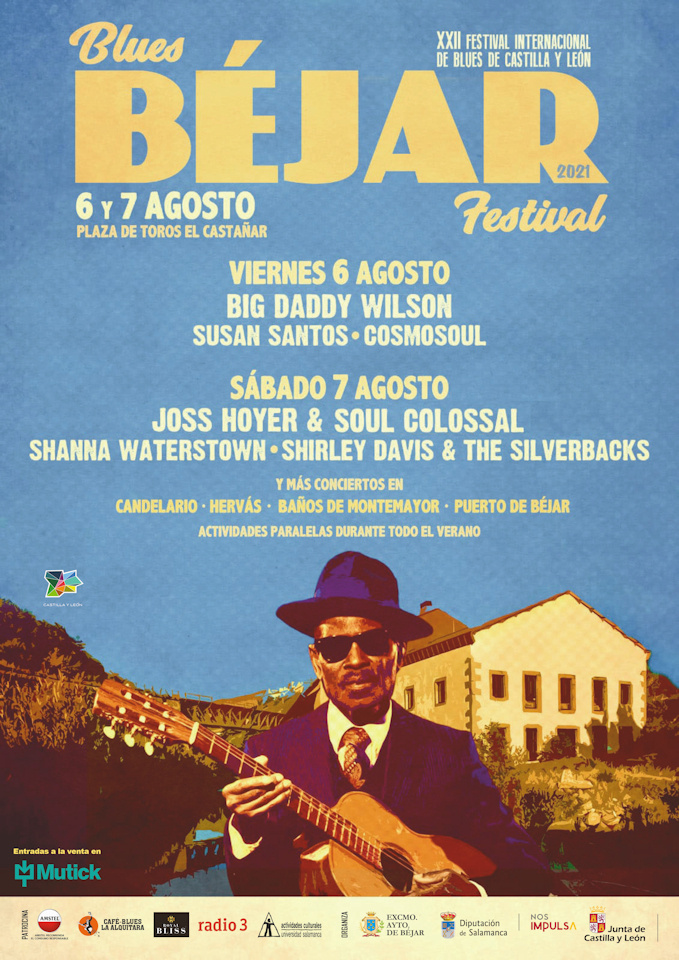 Blues
BÉJAR
2021
Festival
XXII FESTIVAL INTERNACIONAL
DE BLUES DE CASTILLA Y LEÓN
6 Y 7 AGOSTO
PLAZA DE TOROS EL CASTAÑAR
VIERNES 6 AGOSTO
BIG DADDY WILSON
SUSAN SANTOS • COSMOSOUL
SÁBADO 7 AGOSTO
JOSS HOYER & SOUL COLOSSAL
SHANNA WATERSTOWN • SHIRLEY DAVIS & THE SILVERBACKS
Y MÁS CONCIERTOS EN
CANDELARIO · HERVÁS · BAÑOS DE MONTEMAYOR · PUERTO DE BÉJAR
ACTIVIDADES PARALELAS DURANTE TODO EL VERANO
CASTILLA Y LEÓN
Entradas a la venta en
Mutick
PATROCINA
AMSTEL
CAFÉ-BLUES
LA ALQUITARA
ROYAL
BLISS
radio 3
actividades culturales
universidad salamanca
ORGANIZA
EXCMO.
AYTO.
DE BÉJAR
Diputación
de Salamanca
NOS
IMPULSA
Junta de
Castilla y León